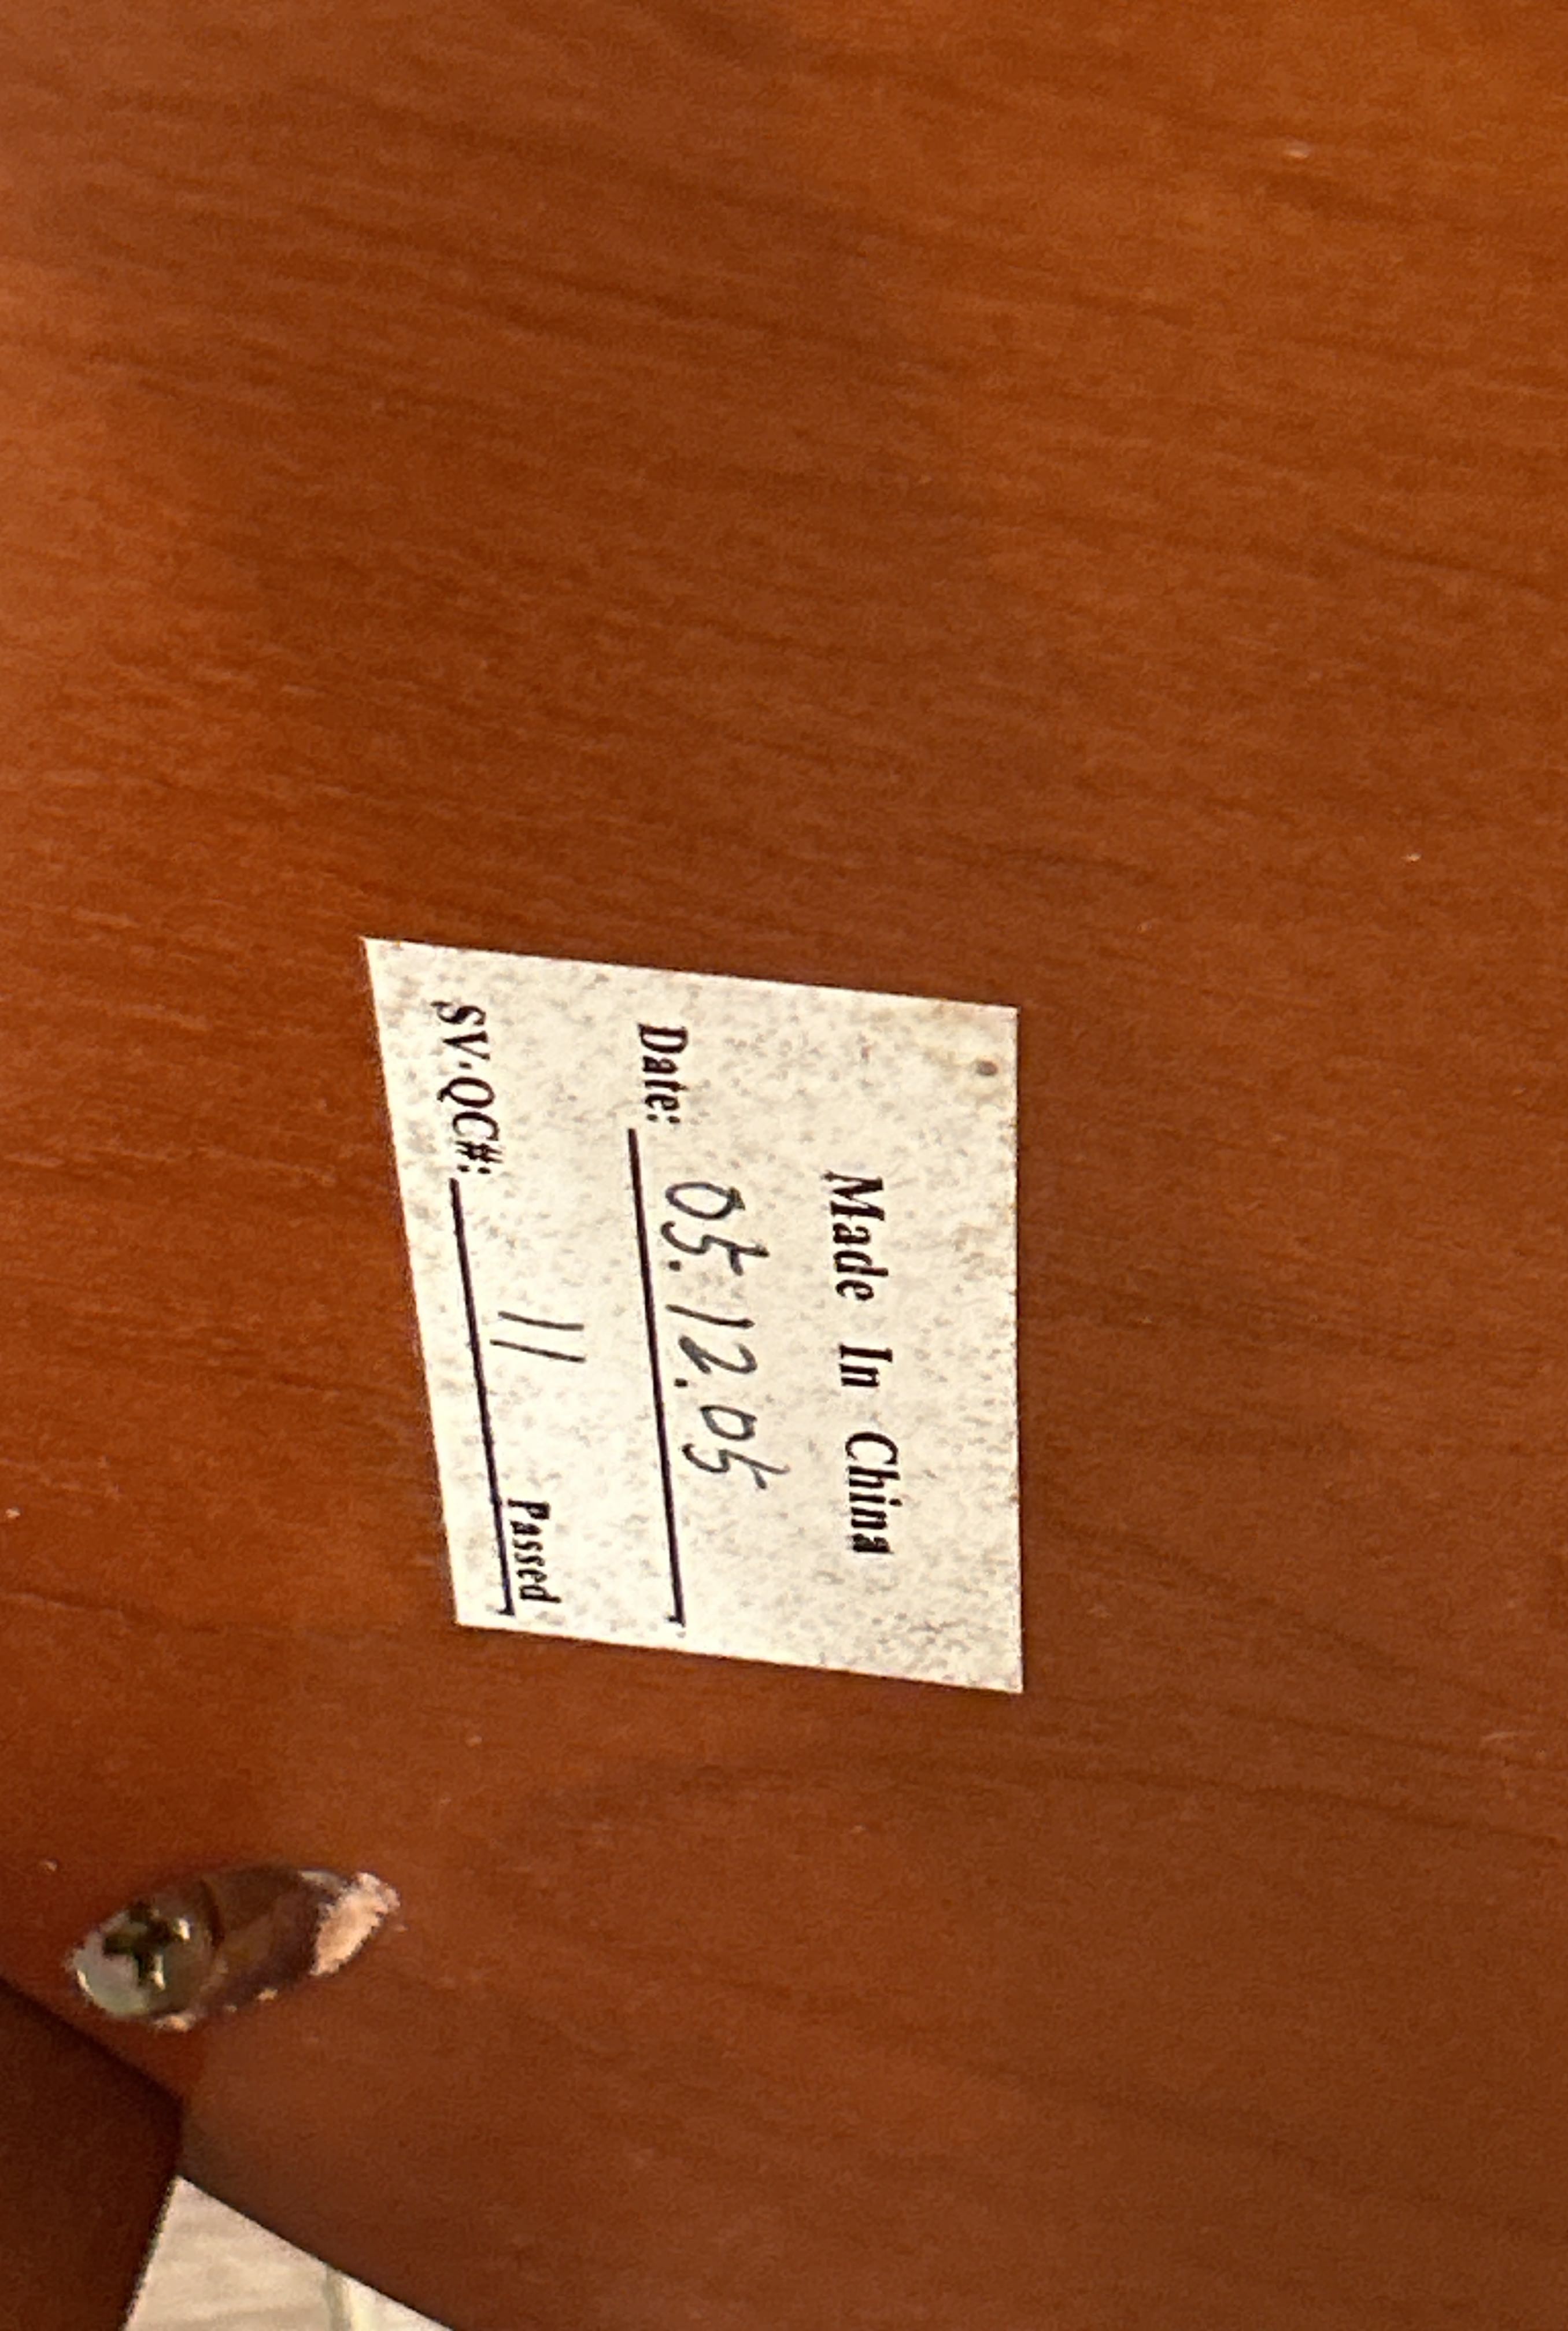 Made In China
Date: 05.12.05
SV.QC#: 11 Passed